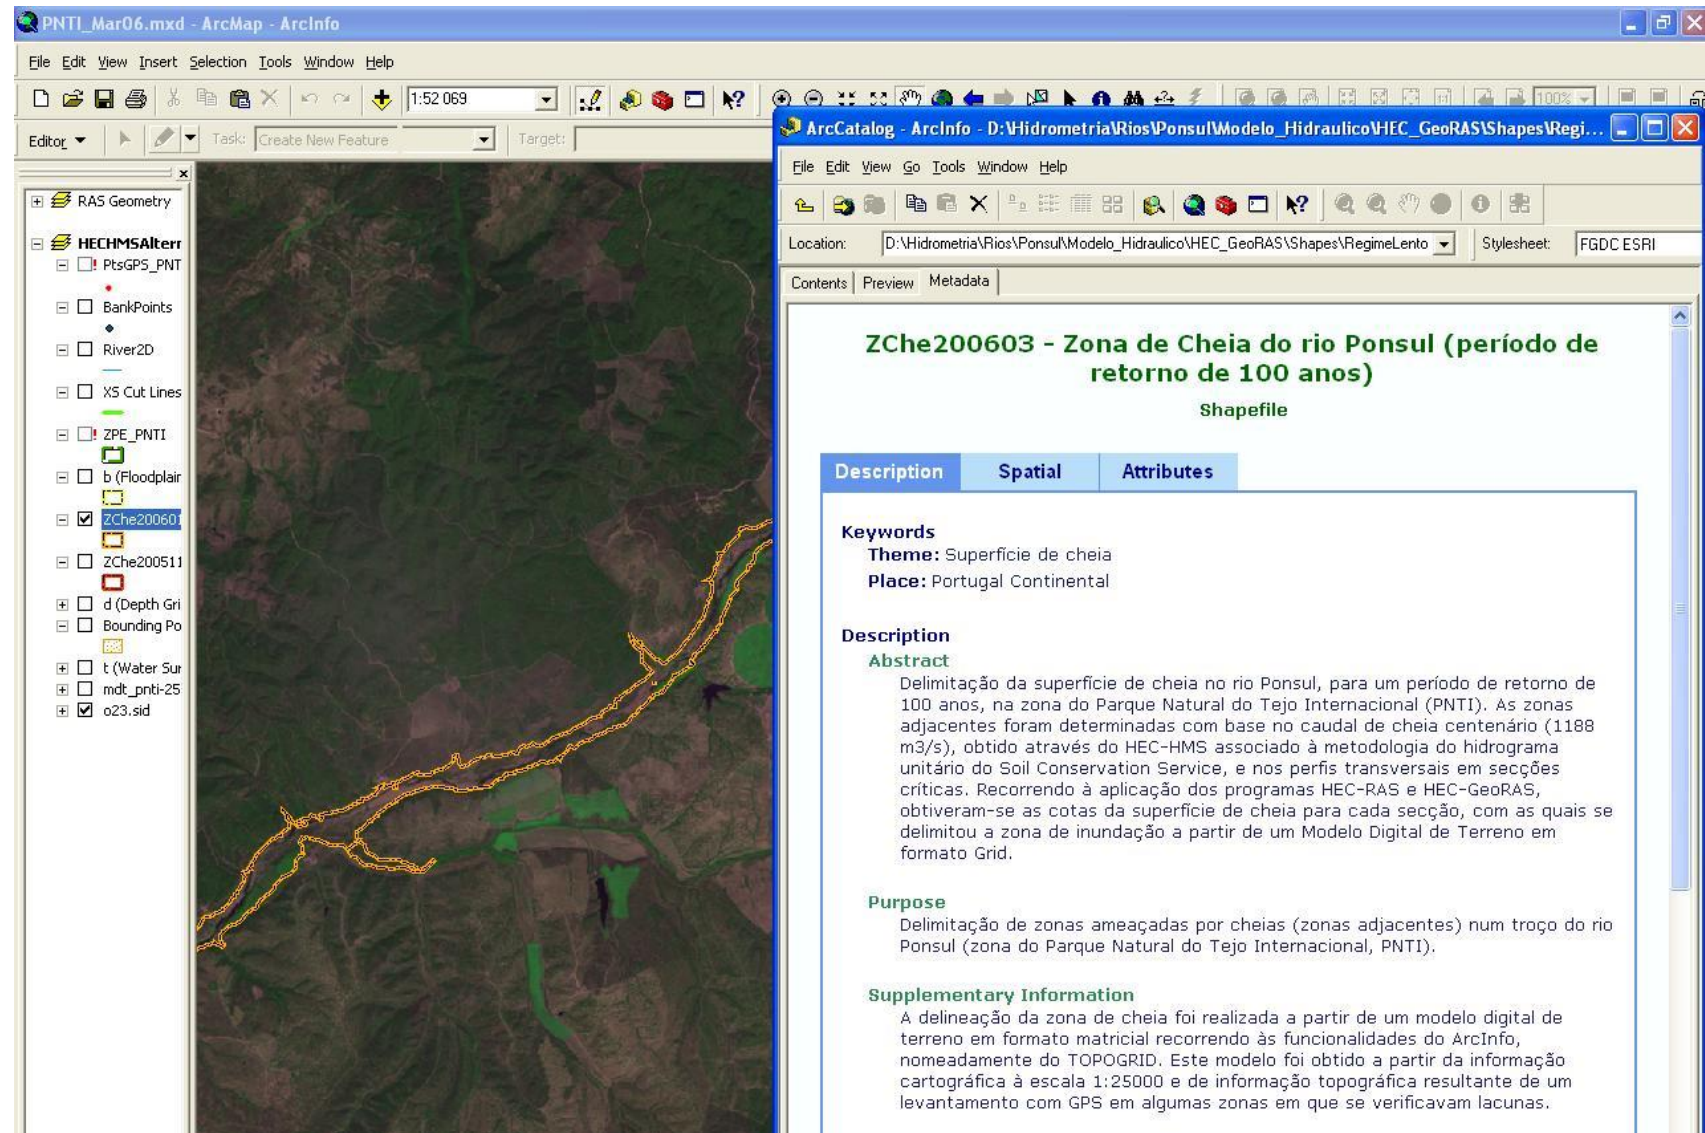 PNTI_Mar06.mxd - ArcMap - ArcInfo
File Edit View Insert Selection Tools Window Help
1:52 069
100%
Editor Task: Create New Feature Target:
RAS Geometry
HECHMSAlterr
PtsGPS_PNT
BankPoints
River2D
XS Cut Lines
ZPE_PNTI
b (Floodplair
ZChe200601
ZChe200511
d (Depth Gri
Bounding Po
t (Water Sur
mdt_pnti-25
o23.sid
ArcCatalog - ArcInfo - D:\Hidrometria\Rios\Ponsul\Modelo_Hidraulico\HEC_GeoRAS\Shapes\Regi...
File Edit View Go Tools Window Help
Location: D:\Hidrometria\Rios\Ponsul\Modelo_Hidraulico\HEC_GeoRAS\Shapes\RegimeLento Stylesheet: FGDC ESRI
Contents Preview Metadata
ZChe200603 - Zona de Cheia do rio Ponsul (período de
retorno de 100 anos)
Shapefile
Description Spatial Attributes
Keywords
Theme: Superfície de cheia
Place: Portugal Continental
Description
Abstract
Delimitação da superfície de cheia no rio Ponsul, para um período de retorno de
100 anos, na zona do Parque Natural do Tejo Internacional (PNTI). As zonas
adjacentes foram determinadas com base no caudal de cheia centenário (1188
m3/s), obtido através do HEC-HMS associado à metodologia do hidrograma
unitário do Soil Conservation Service, e nos perfis transversais em secções
críticas. Recorrendo à aplicação dos programas HEC-RAS e HEC-GeoRAS,
obtiveram-se as cotas da superfície de cheia para cada secção, com as quais se
delimitou a zona de inundação a partir de um Modelo Digital de Terreno em
formato Grid.
Purpose
Delimitação de zonas ameaçadas por cheias (zonas adjacentes) num troço do rio
Ponsul (zona do Parque Natural do Tejo Internacional, PNTI).
Supplementary Information
A delineação da zona de cheia foi realizada a partir de um modelo digital de
terreno em formato matricial recorrendo às funcionalidades do ArcInfo,
nomeadamente do TOPOGRID. Este modelo foi obtido a partir da informação
cartográfica à escala 1:25000 e de informação topográfica resultante de um
levantamento com GPS em algumas zonas em que se verificavam lacunas.